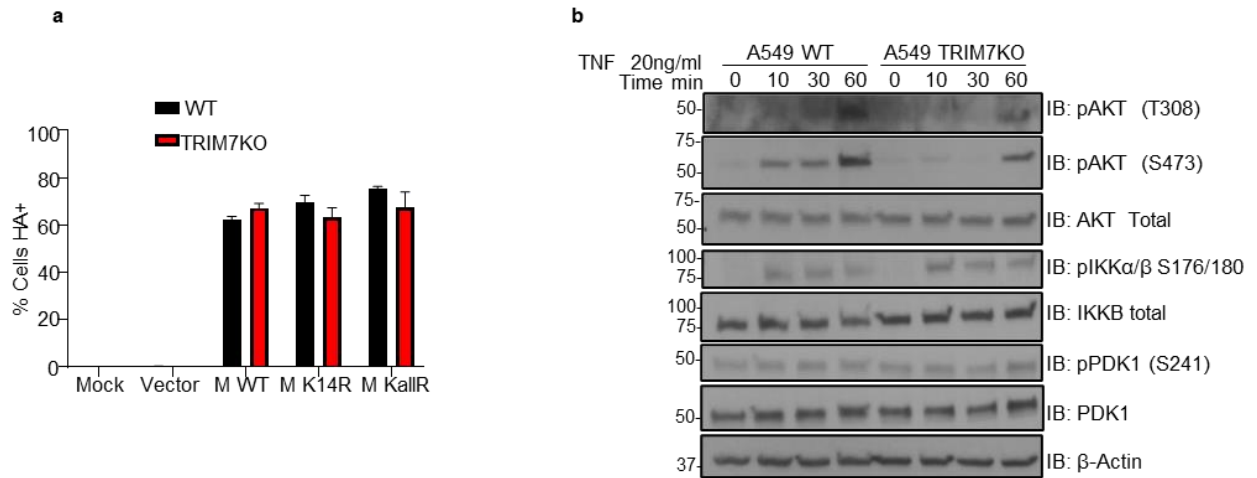 a
WT
TRIM7KO
% Cells HA+
100
80
60
40
20
0
Mock Vector M WT M K14R M KallR
b
A549 WT A549 TRIM7KO
TNF 20ng/ml
Time min 0 10 30 60 0 10 30 60
50- IB: pAKT (T308)
75-
50- IB: pAKT (S473)
75-
50- IB: AKT Total
100-
75- IB: pIKKα/β S176/180
100-
75- IB: IKKB total
50- IB: pPDK1 (S241)
50- IB: PDK1
37- IB: β-Actin